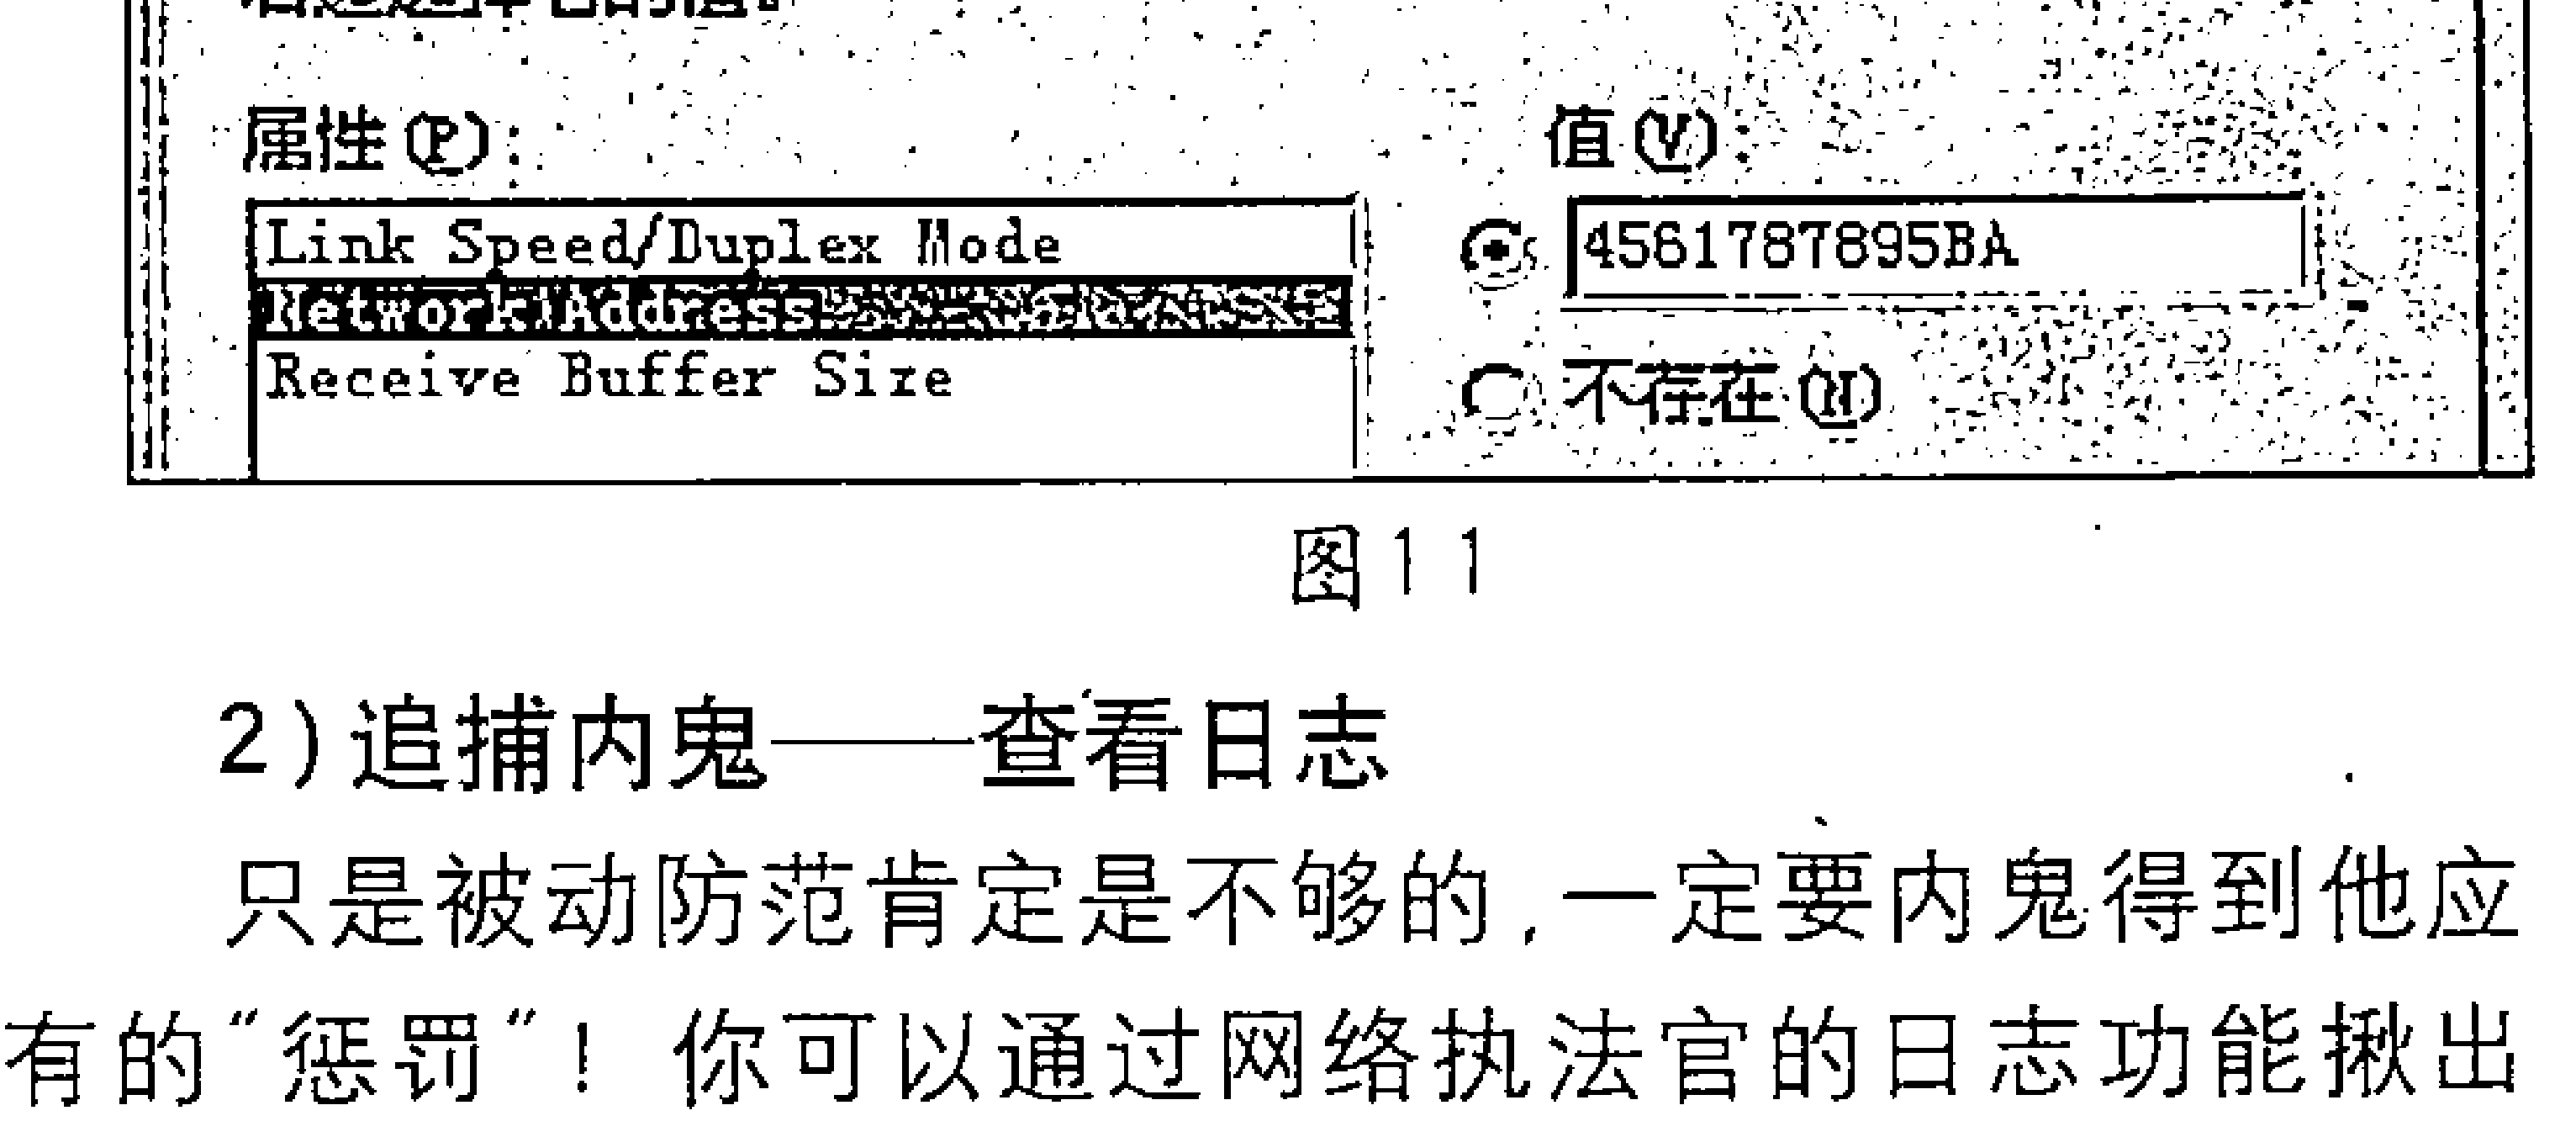 属性(P): 值(V):
Link Speed/Duplex Mode 4561787895BA
Network Address
Receive Buffer Size 不存在(N)
图11
2)追捕内鬼——查看日志
只是被动防范肯定是不够的,一定要内鬼得到他应
有的“惩罚”! 你可以通过网络执法官的日志功能揪出